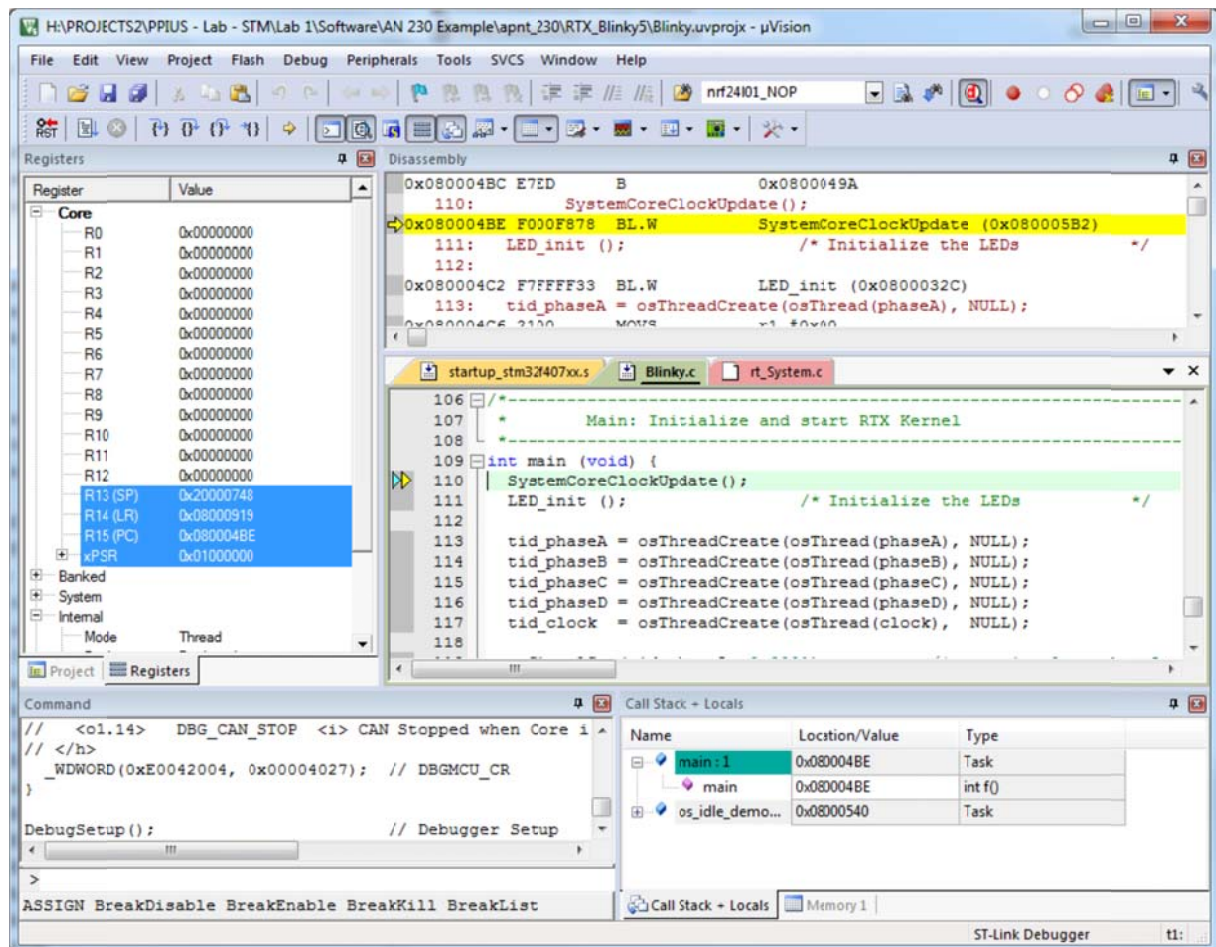 H:\PROJECTS2\PPIUS - Lab - STM\Lab 1\Software\AN 230 Example\apnt_230\RTX_Blinky5\Blinky.uvprojx - µVision
File Edit View Project Flash Debug Peripherals Tools SVCS Window Help
nrf24l01_NOP
RST
Registers
Register Value
Core
R0 0x00000000
R1 0x00000000
R2 0x00000000
R3 0x00000000
R4 0x00000000
R5 0x00000000
R6 0x00000000
R7 0x00000000
R8 0x00000000
R9 0x00000000
R10 0x00000000
R11 0x00000000
R12 0x00000000
R13 (SP) 0x20000748
R14 (LR) 0x08000919
R15 (PC) 0x080004BE
xPSR 0x01000000
Banked
System
Internal
Mode Thread
Project Registers
Disassembly
0x080004BC E7ED B 0x0800049A
110: SystemCoreClockUpdate();
0x080004BE F000F878 BL.W SystemCoreClockUpdate (0x080005B2)
111: LED_init (); /* Initialize the LEDs */
112:
0x080004C2 F7FFFF33 BL.W LED_init (0x0800032C)
113: tid_phaseA = osThreadCreate(osThread(phaseA), NULL);
0x080004C6 2100 MOVS r1,#0x00
startup_stm32f407xx.s Blinky.c rt_System.c
106 /*----------------------------------------------------------------------------
107 * Main: Initialize and start RTX Kernel
108 *----------------------------------------------------------------------------
109 int main (void) {
110 SystemCoreClockUpdate();
111 LED_init (); /* Initialize the LEDs */
112
113 tid_phaseA = osThreadCreate(osThread(phaseA), NULL);
114 tid_phaseB = osThreadCreate(osThread(phaseB), NULL);
115 tid_phaseC = osThreadCreate(osThread(phaseC), NULL);
116 tid_phaseD = osThreadCreate(osThread(phaseD), NULL);
117 tid_clock = osThreadCreate(osThread(clock), NULL);
118
Command
// <o1.14> DBG_CAN_STOP <i> CAN Stopped when Core i
// </h>
_WDWORD(0xE0042004, 0x00004027); // DBGMCU_CR
}
DebugSetup(); // Debugger Setup
>
ASSIGN BreakDisable BreakEnable BreakKill BreakList
Call Stack + Locals
Name Location/Value Type
main : 1 0x080004BE Task
main 0x080004BE int f()
os_idle_demo... 0x08000540 Task
Call Stack + Locals Memory 1
ST-Link Debugger t1: